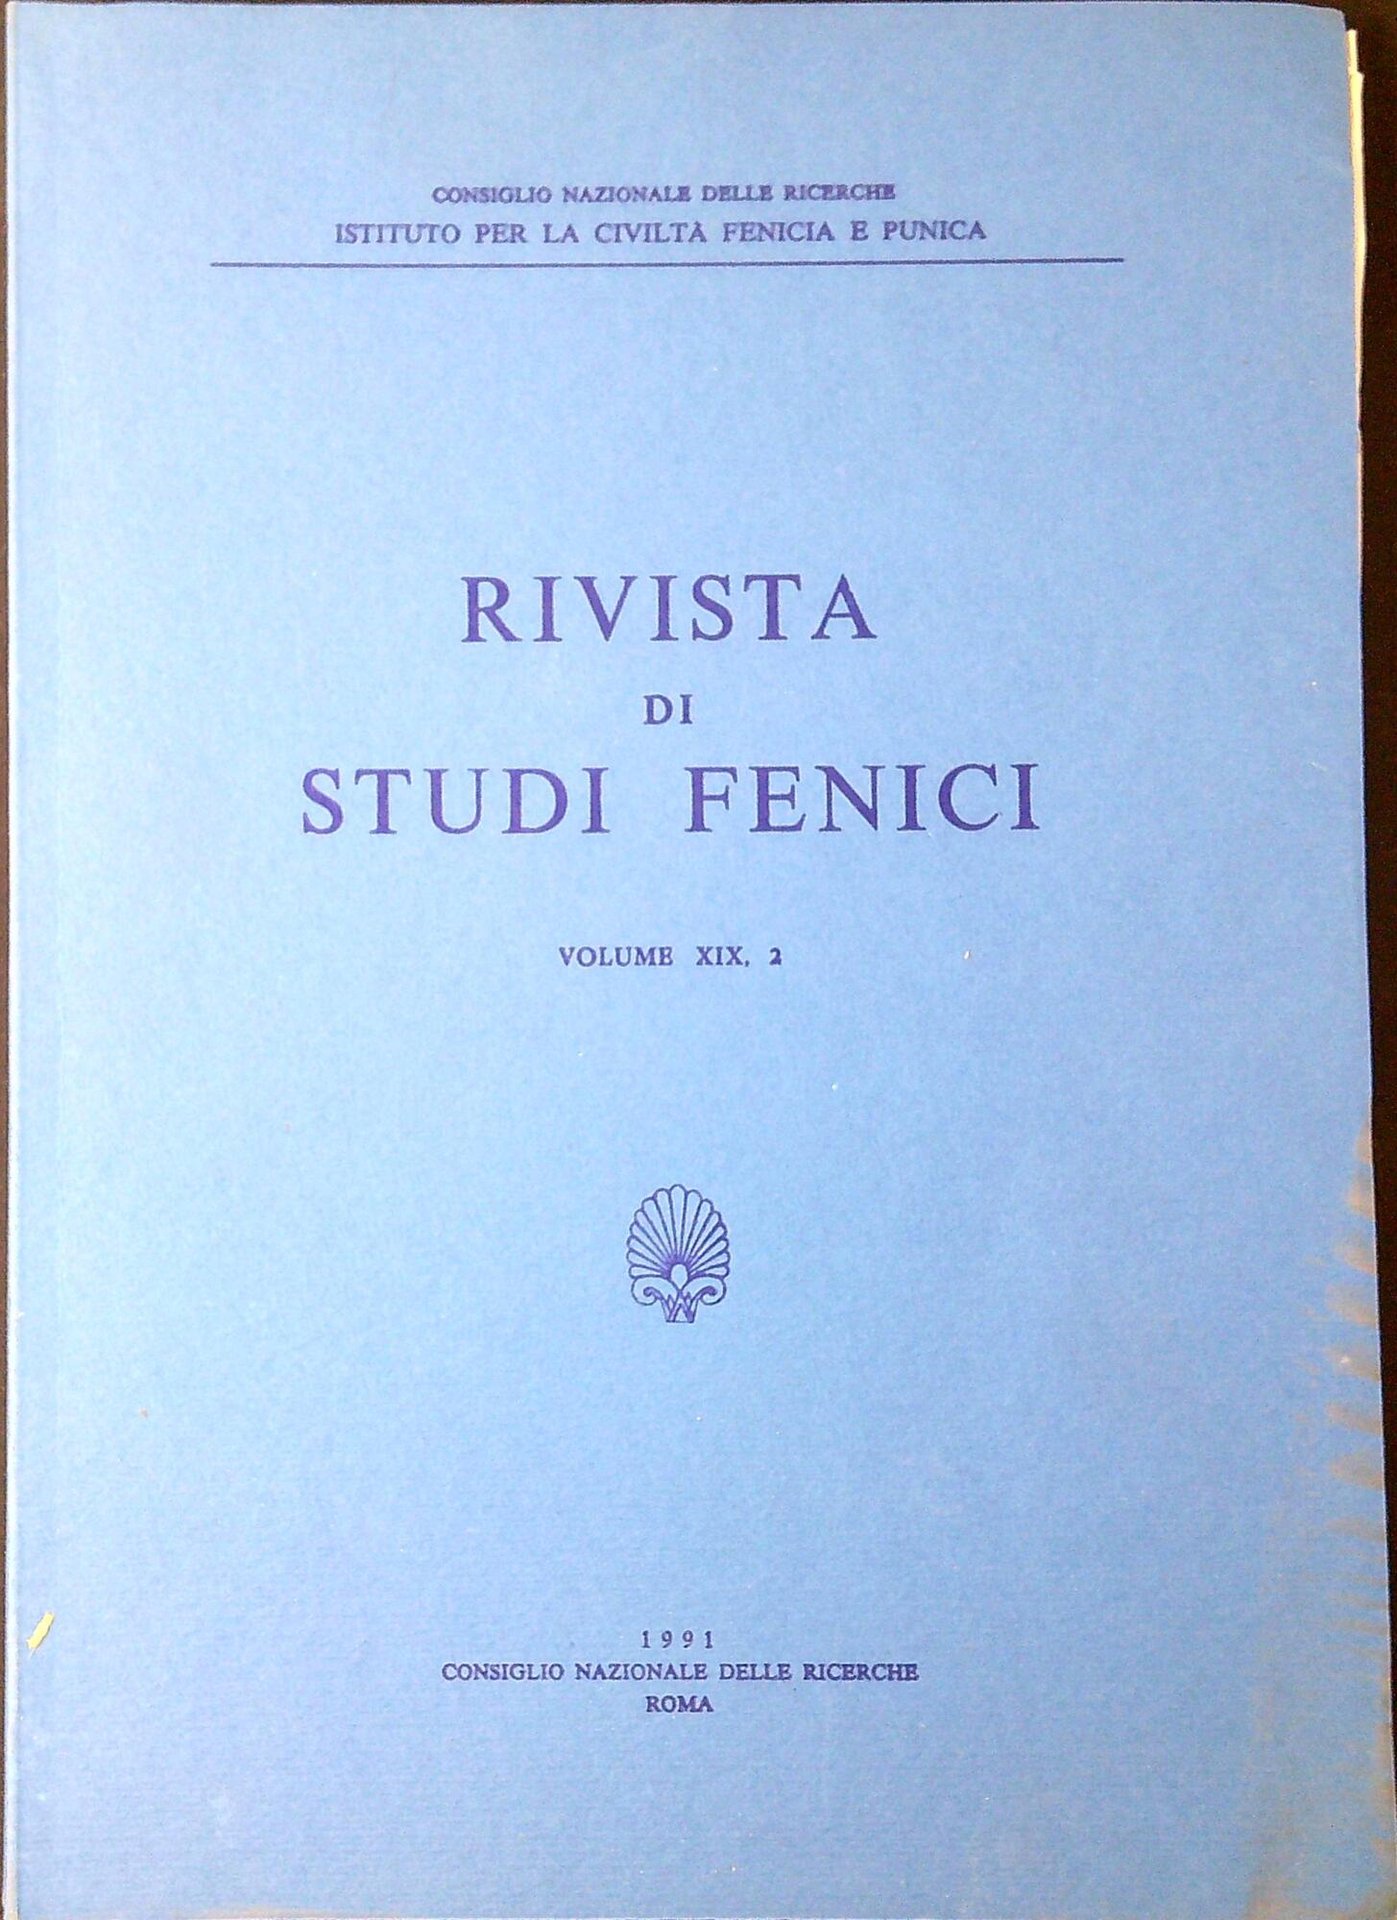 CONSIGLIO NAZIONALE DELLE RICERCHE
ISTITUTO PER LA CIVILTÀ FENICIA E PUNICA
RIVISTA
DI
STUDI FENICI
VOLUME XIX, 2
1991
CONSIGLIO NAZIONALE DELLE RICERCHE
ROMA